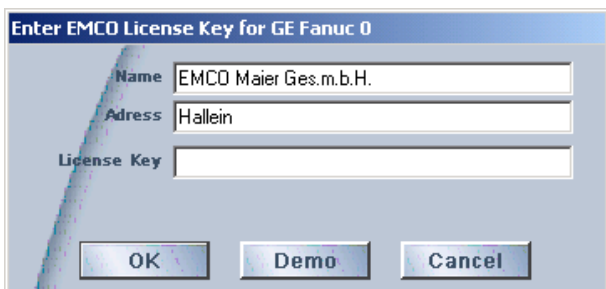 Enter EMCO License Key for GE Fanuc 0
Name EMCO Maier Ges.m.b.H.
Adress Hallein
License Key
OK Demo Cancel